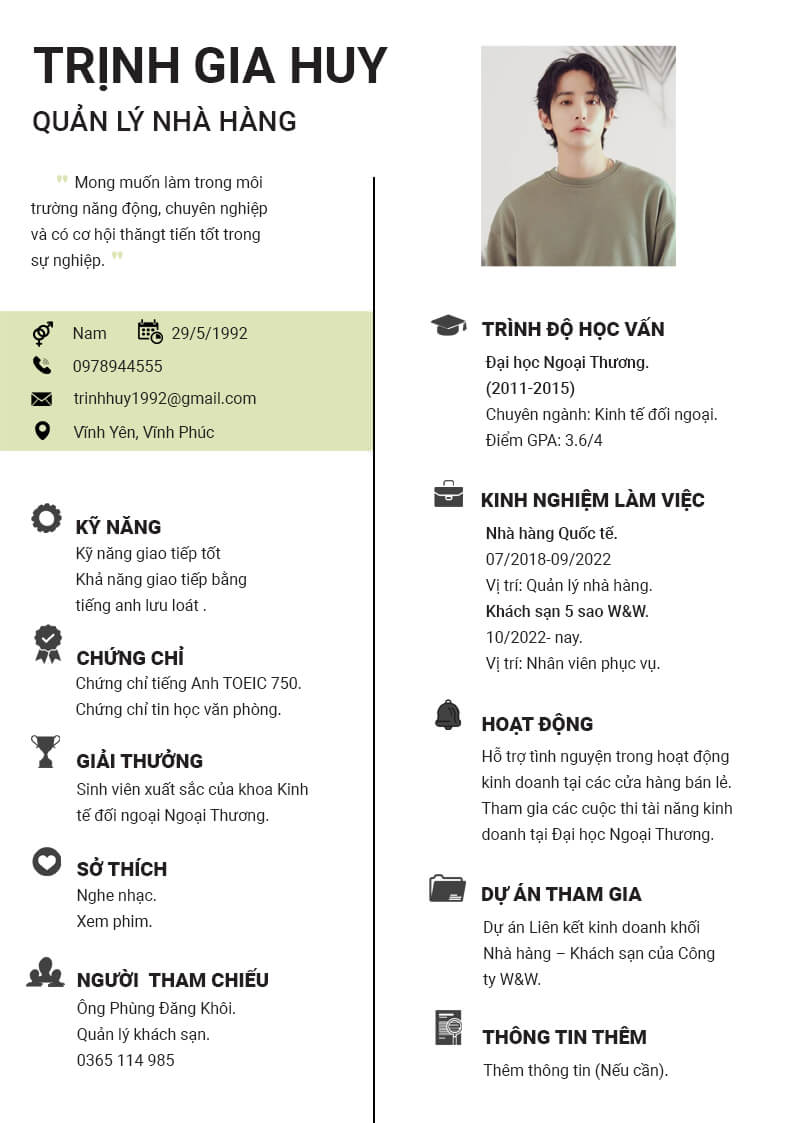 TRỊNH GIA HUY
QUẢN LÝ NHÀ HÀNG
" Mong muốn làm trong môi
trường năng động, chuyên nghiệp
và có cơ hội thăngt tiến tốt trong
sự nghiệp. "
Nam 29/5/1992
0978944555
trinhhuy1992@gmail.com
Vĩnh Yên, Vĩnh Phúc
KỸ NĂNG
Kỹ năng giao tiếp tốt
Khả năng giao tiếp bằng
tiếng anh lưu loát .
CHỨNG CHỈ
Chứng chỉ tiếng Anh TOEIC 750.
Chứng chỉ tin học văn phòng.
GIẢI THƯỞNG
Sinh viên xuất sắc của khoa Kinh
tế đối ngoại Ngoại Thương.
SỞ THÍCH
Nghe nhạc.
Xem phim.
NGƯỜI THAM CHIẾU
Ông Phùng Đăng Khôi.
Quản lý khách sạn.
0365 114 985
TRÌNH ĐỘ HỌC VẤN
Đại học Ngoại Thương.
(2011-2015)
Chuyên ngành: Kinh tế đối ngoại.
Điểm GPA: 3.6/4
KINH NGHIỆM LÀM VIỆC
Nhà hàng Quốc tế.
07/2018-09/2022
Vị trí: Quản lý nhà hàng.
Khách sạn 5 sao W&W.
10/2022- nay.
Vị trí: Nhân viên phục vụ.
HOẠT ĐỘNG
Hỗ trợ tình nguyện trong hoạt động
kinh doanh tại các cửa hàng bán lẻ.
Tham gia các cuộc thi tài năng kinh
doanh tại Đại học Ngoại Thương.
DỰ ÁN THAM GIA
Dự án Liên kết kinh doanh khối
Nhà hàng – Khách sạn của Công
ty W&W.
THÔNG TIN THÊM
Thêm thông tin (Nếu cần).